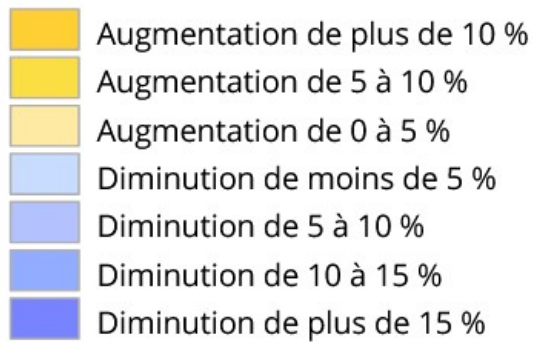 Augmentation de plus de 10 %
Augmentation de 5 à 10 %
Augmentation de 0 à 5 %
Diminution de moins de 5 %
Diminution de 5 à 10 %
Diminution de 10 à 15 %
Diminution de plus de 15 %